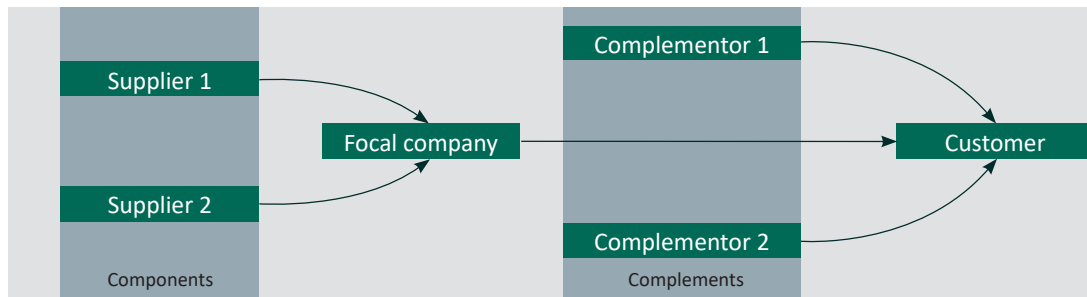 Complementor 1
Supplier 1
Focal company
Customer
Supplier 2
Complementor 2
Components
Complements